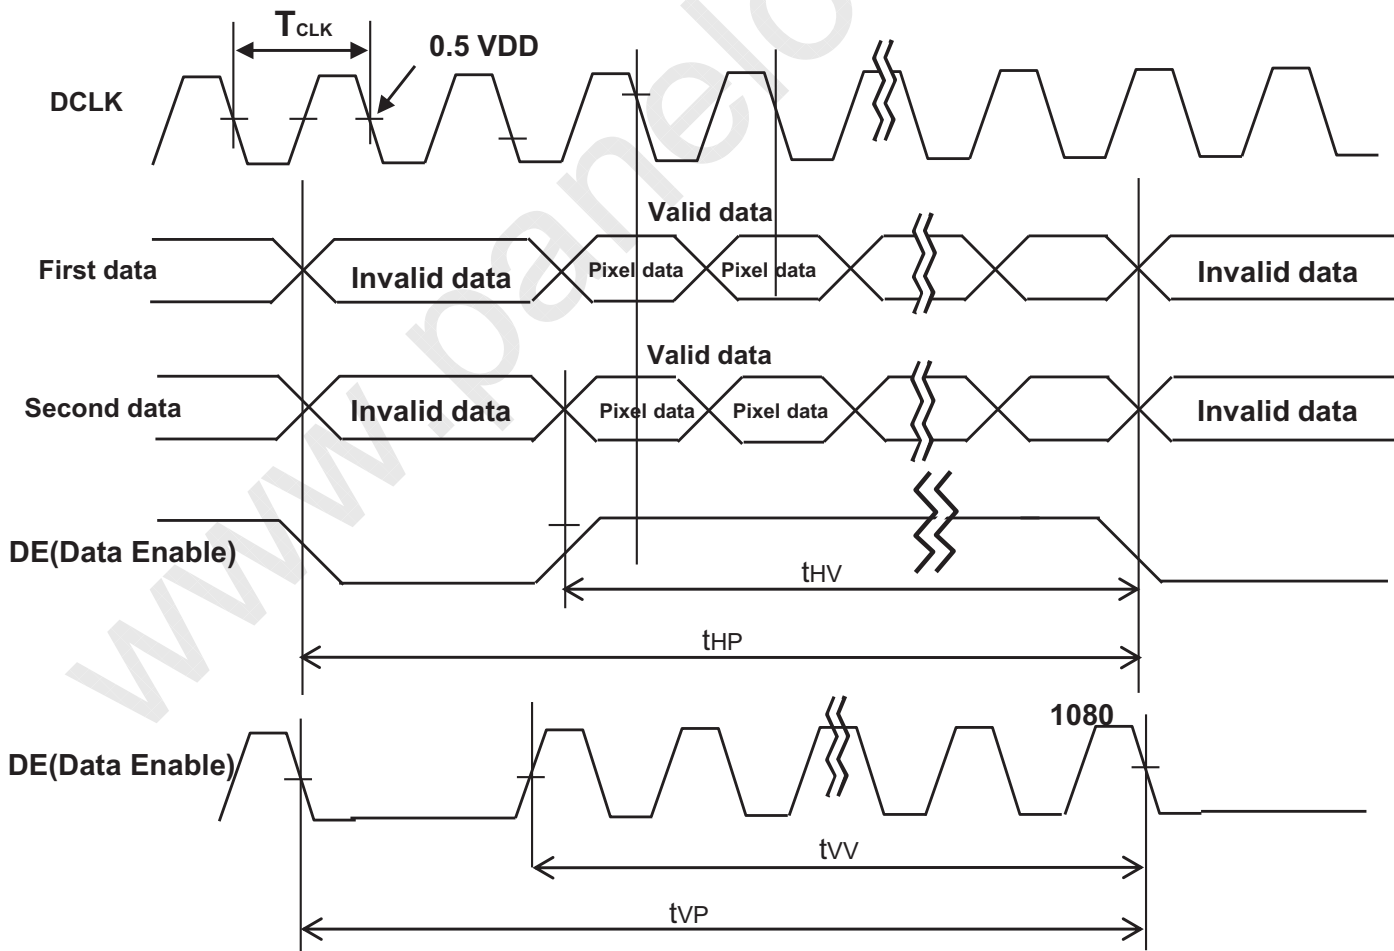 TCLK
0.5 VDD
DCLK
Valid data
First data
Invalid data
Pixel data
Pixel data
Invalid data
Valid data
Second data
Invalid data
Pixel data
Pixel data
Invalid data
DE(Data Enable)
tHV
tHP
1080
DE(Data Enable)
tVV
tVP
www.panelo